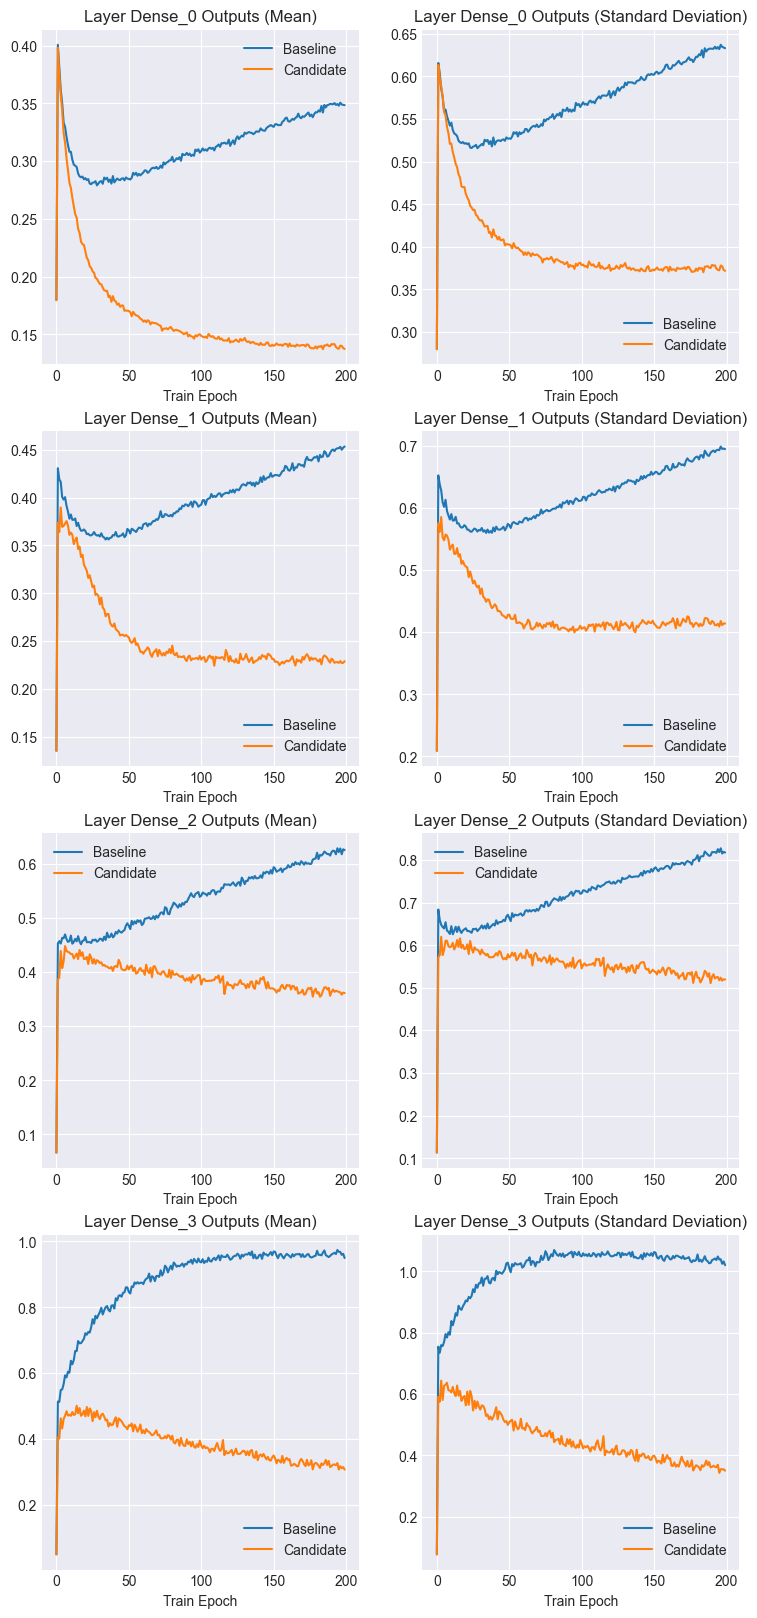 Layer Dense_0 Outputs (Mean)
0.40
0.35
0.30
0.25
0.20
0.15
Baseline
Candidate
0 50 100 150 200
Train Epoch
Layer Dense_0 Outputs (Standard Deviation)
0.65
0.60
0.55
0.50
0.45
0.40
0.35
0.30
Baseline
Candidate
0 50 100 150 200
Train Epoch
Layer Dense_1 Outputs (Mean)
0.45
0.40
0.35
0.30
0.25
0.20
0.15
Baseline
Candidate
0 50 100 150 200
Train Epoch
Layer Dense_1 Outputs (Standard Deviation)
0.7
0.6
0.5
0.4
0.3
0.2
Baseline
Candidate
0 50 100 150 200
Train Epoch
Layer Dense_2 Outputs (Mean)
Baseline
Candidate
0.6
0.5
0.4
0.3
0.2
0.1
0 50 100 150 200
Train Epoch
Layer Dense_2 Outputs (Standard Deviation)
Baseline
Candidate
0.8
0.7
0.6
0.5
0.4
0.3
0.2
0.1
0 50 100 150 200
Train Epoch
Layer Dense_3 Outputs (Mean)
1.0
0.8
0.6
0.4
0.2
Baseline
Candidate
0 50 100 150 200
Train Epoch
Layer Dense_3 Outputs (Standard Deviation)
1.0
0.8
0.6
0.4
0.2
Baseline
Candidate
0 50 100 150 200
Train Epoch